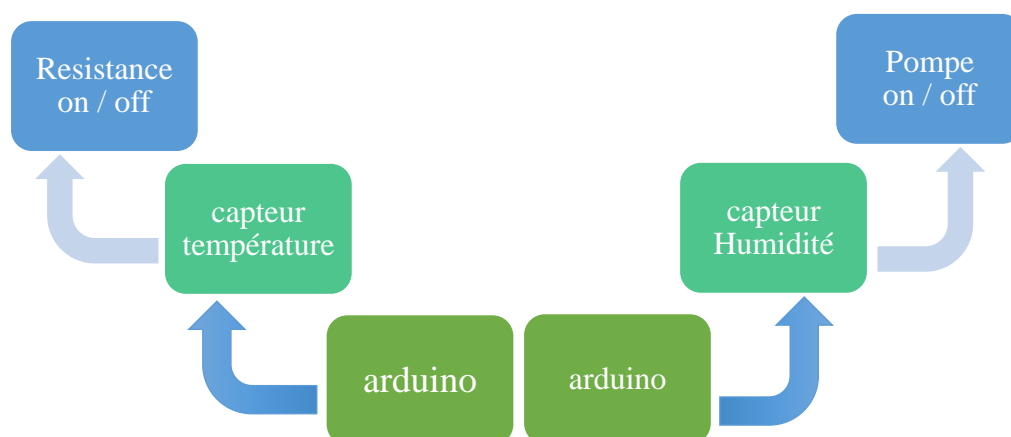 Resistance
on / off
Pompe
on / off
capteur
température
capteur
Humidité
arduino
arduino